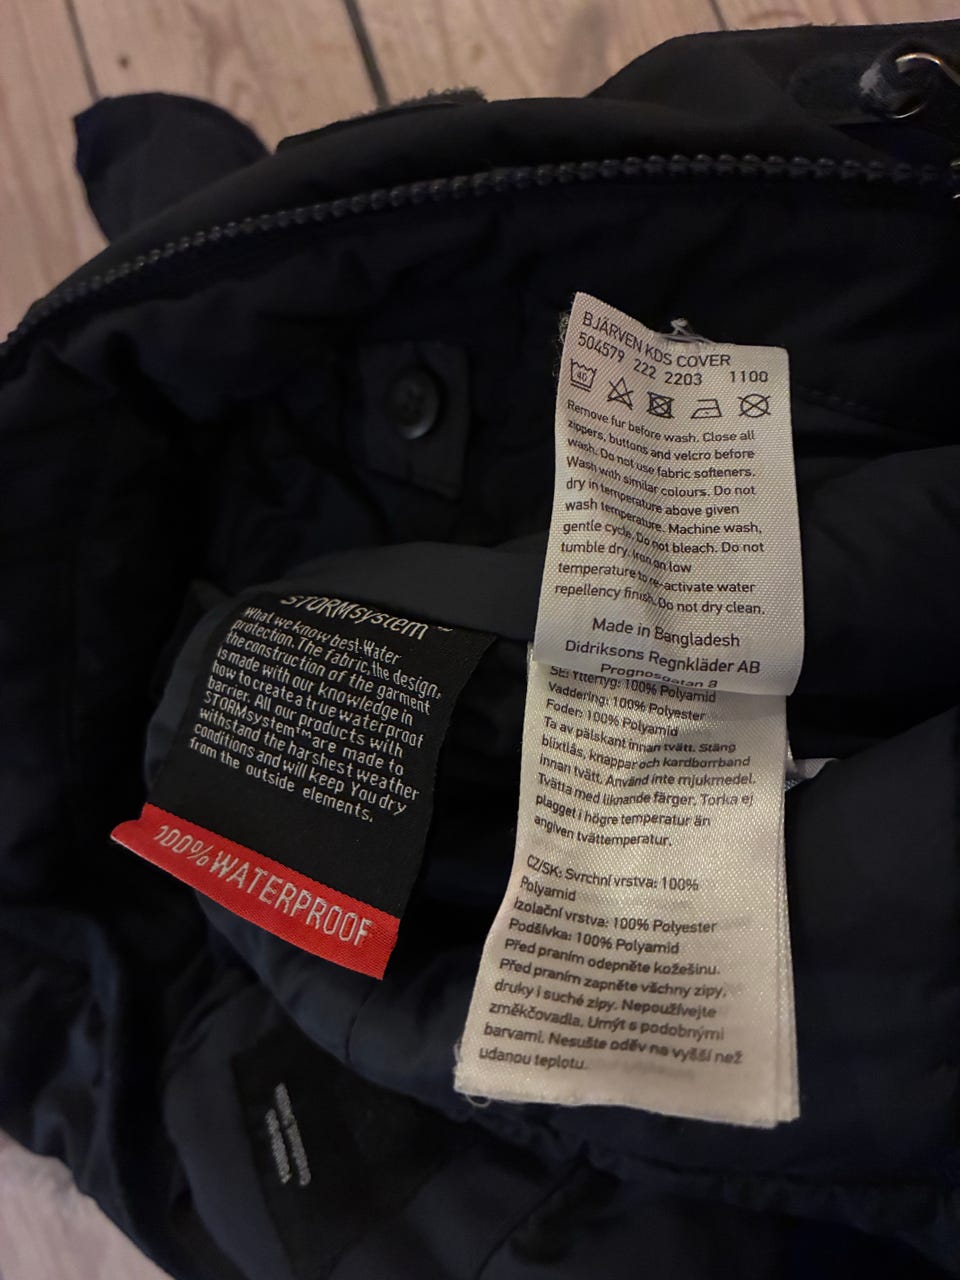 BJÄRVEN KDS COVER
504579 222 2203 1100
40
Remove fur before wash. Close all
zippers, buttons and velcro before
wash. Do not use fabric softeners.
Wash with similar colours. Do not
dry in temperature above given
wash temperature. Machine wash,
gentle cycle. Do not bleach. Do not
tumble dry. Iron on low
temperature to re-activate water
repellency finish. Do not dry clean.
Made in Bangladesh
Didriksons Regnkläder AB
Prognosgatan 8
SE: Yttertyg: 100% Polyamid
Vaddering: 100% Polyester
Foder: 100% Polyamid
Ta av pälskant innan tvätt. Stäng
blixtlås, knappar och kardborrband
innan tvätt. Använd inte mjukmedel.
Tvätta med liknande färger. Torka ej
plagget i högre temperatur än
angiven tvättemperatur.
CZ/SK: Svrchní vrstva: 100%
Polyamid
Izolační vrstva: 100% Polyester
Podšívka: 100% Polyamid
Před praním odepněte kožešinu.
Před praním zapněte všchny zipy,
druky i suché zipy. Nepoužívejte
změkčovadla. Umýt s podobnými
barvami. Nesušte oděv na vyšší než
udanou teplotu.
STORMsystem™
What we know best-Water
protection. The fabric, the design,
the construction of the garment
is made with our knowledge in
how to create a true waterproof
barrier. All our products with
STORMsystem™ are made to
withstand the harshest weather
conditions and will keep You dry
from the outside elements.
100% WATERPROOF